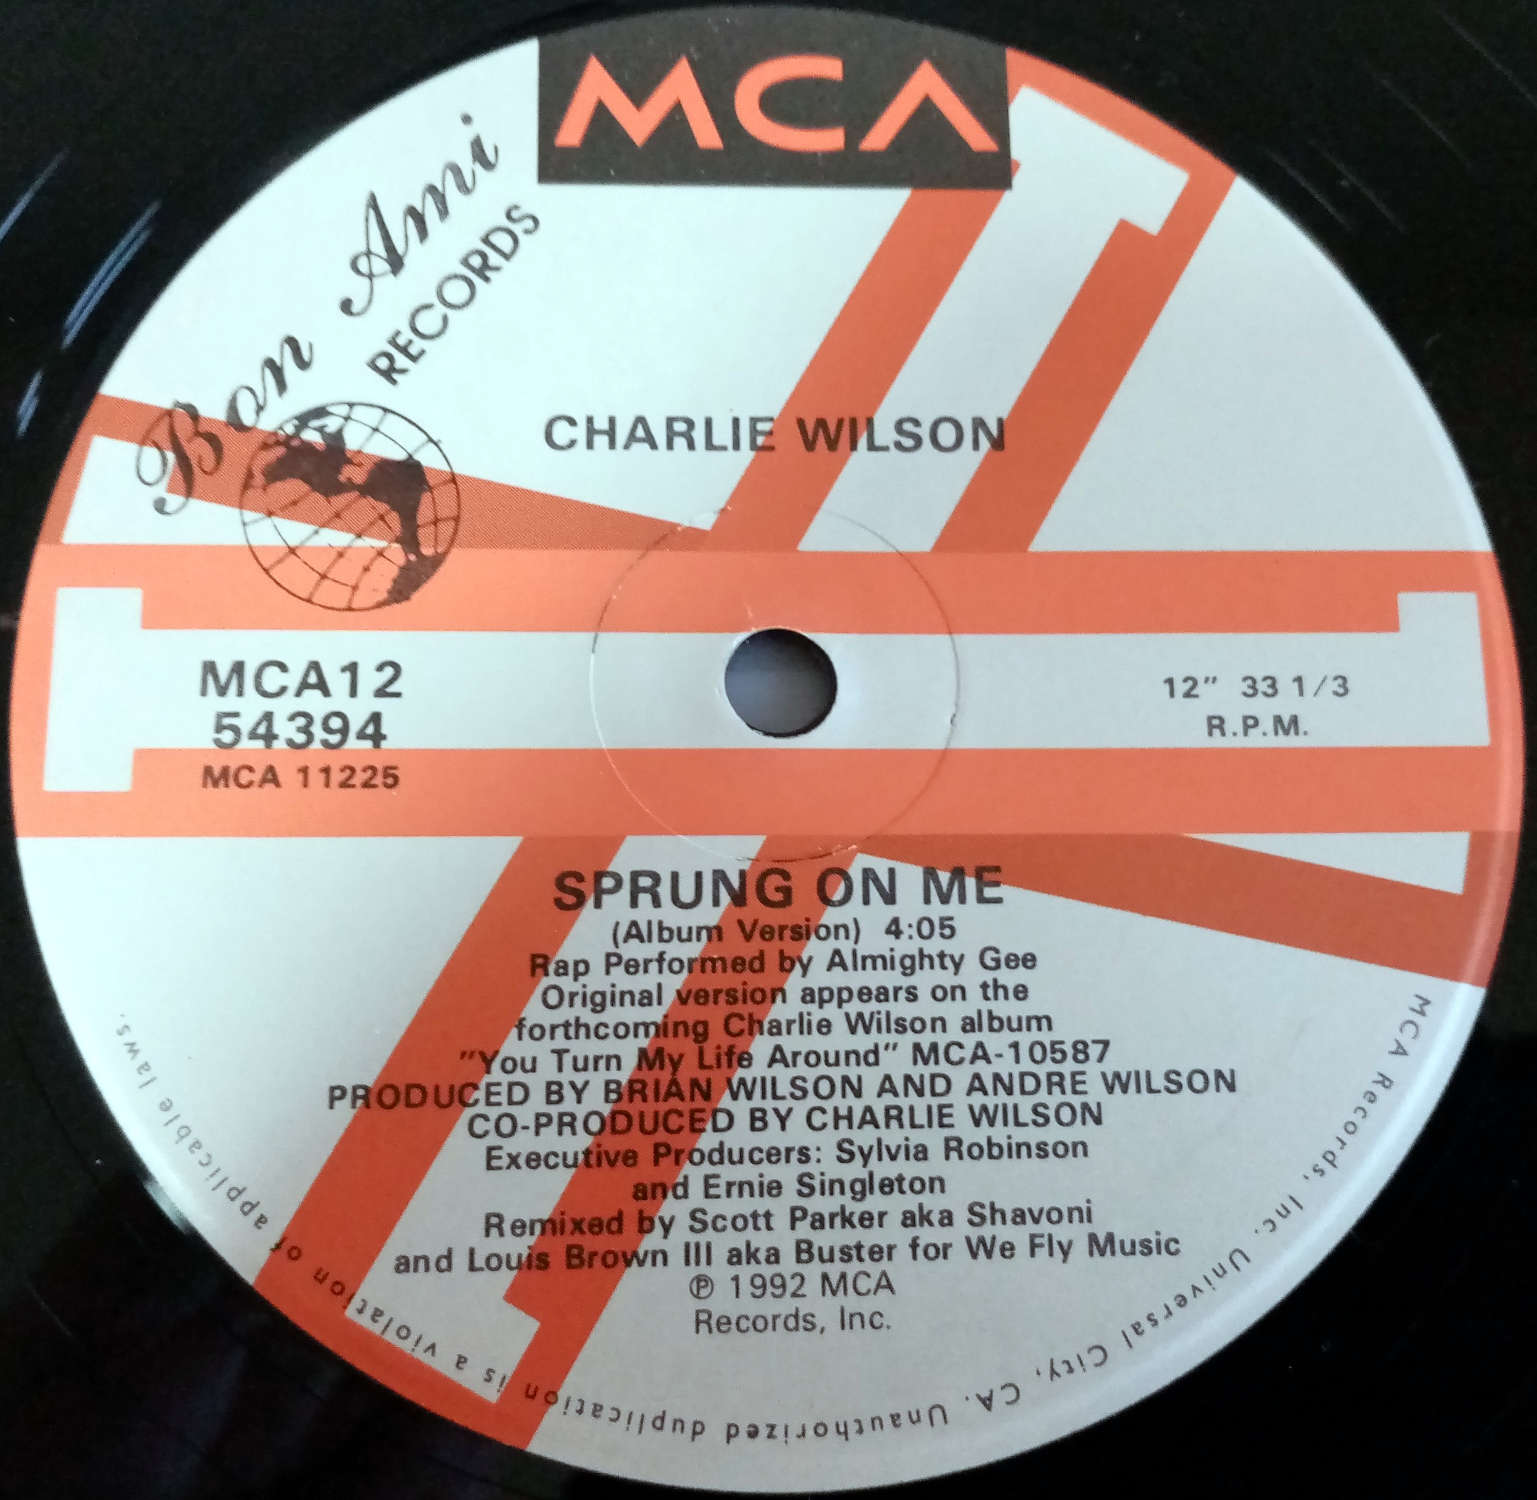 MCA
Bon Ami
RECORDS
CHARLIE WILSON
MCA12
54394
MCA 11225
12" 33 1/3
R.P.M.
SPRUNG ON ME
(Album Version) 4:05
Rap Performed by Almighty Gee
Original version appears on the
forthcoming Charlie Wilson album
"You Turn My Life Around" MCA-10587
PRODUCED BY BRIAN WILSON AND ANDRE WILSON
CO-PRODUCED BY CHARLIE WILSON
Executive Producers: Sylvia Robinson
and Ernie Singleton
Remixed by Scott Parker aka Shavoni
and Louis Brown III aka Buster for We Fly Music
℗ 1992 MCA
Records, Inc.
MCA Records, Inc. Universal City, CA. Unauthorized duplication is a violation of applicable laws.